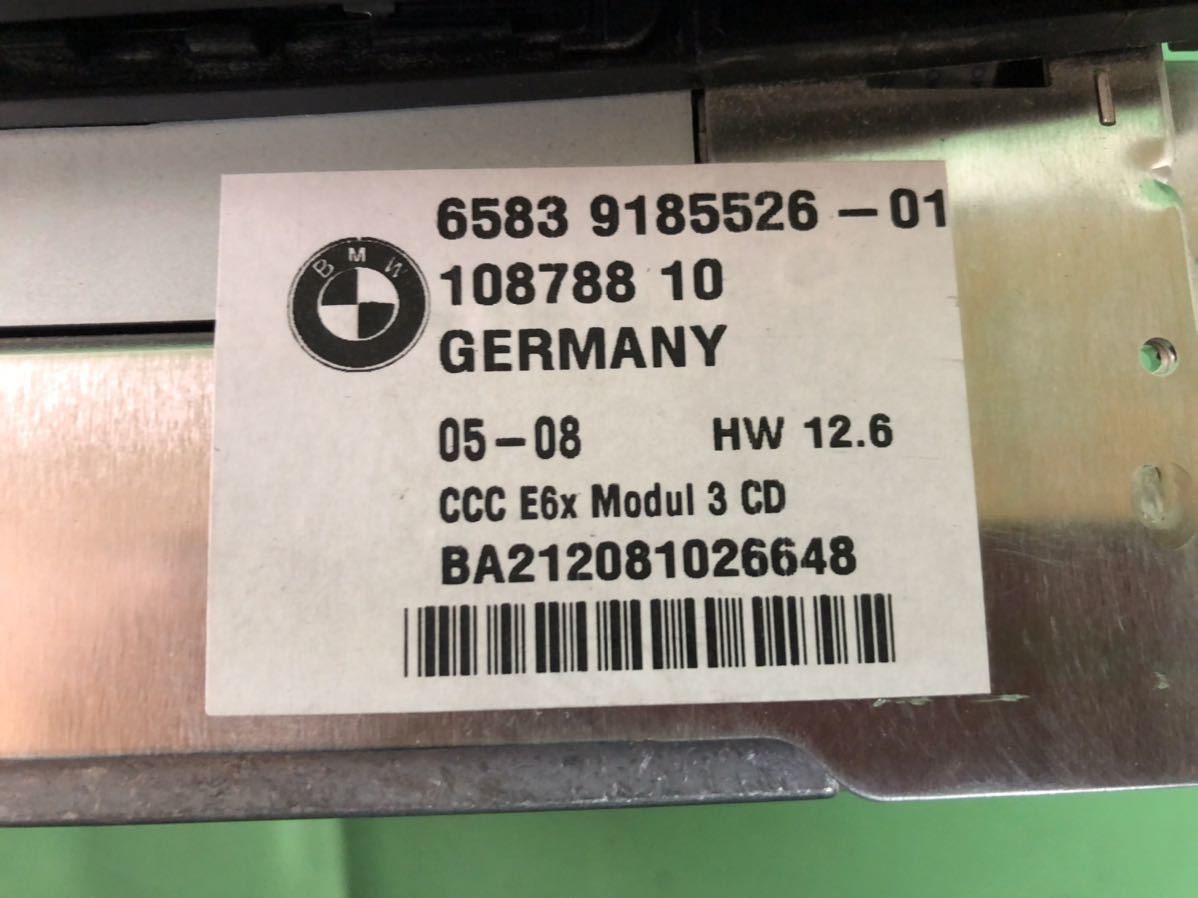 6583 9185526-01
BMW
108788 10
GERMANY
05-08 HW 12.6
CCC E6x Modul 3 CD
BA212081026648